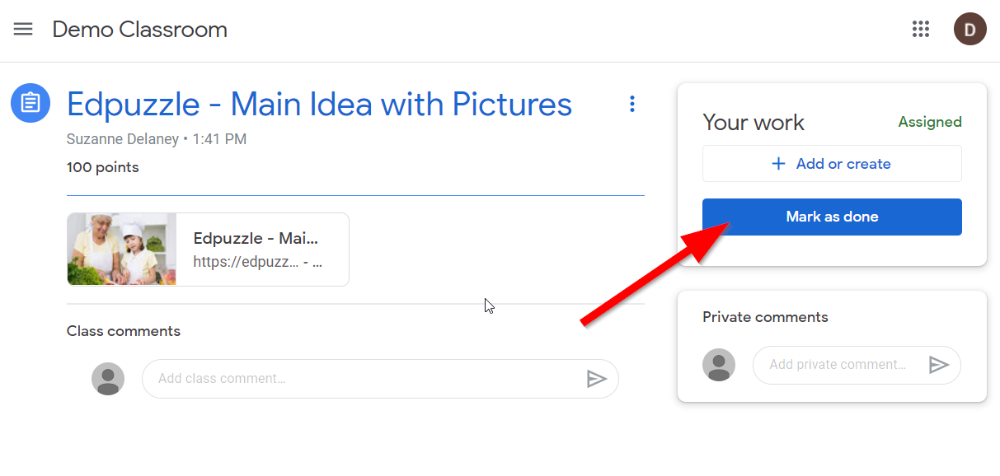 Demo Classroom
D
Edpuzzle - Main Idea with Pictures
Suzanne Delaney • 1:41 PM
100 points
Edpuzzle - Mai...
https://edpuzz... - ...
Class comments
Add class comment...
Your work
Assigned
+ Add or create
Mark as done
Private comments
Add private comment...